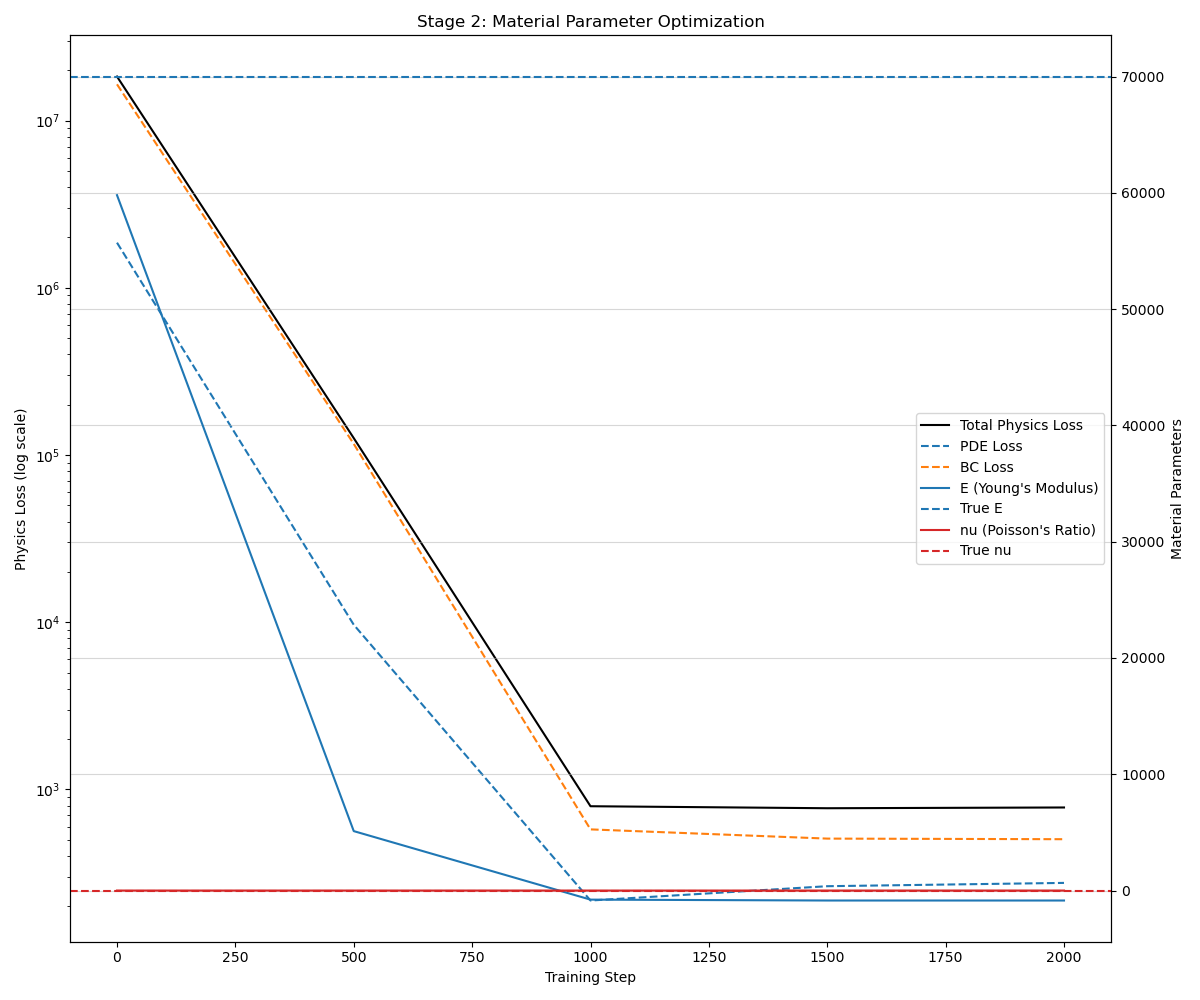 Stage 2: Material Parameter Optimization
Physics Loss (log scale)
10^7
10^6
10^5
10^4
10^3
70000
60000
50000
40000
30000
20000
10000
0
Material Parameters
Total Physics Loss
PDE Loss
BC Loss
E (Young's Modulus)
True E
nu (Poisson's Ratio)
True nu
0 250 500 750 1000 1250 1500 1750 2000
Training Step